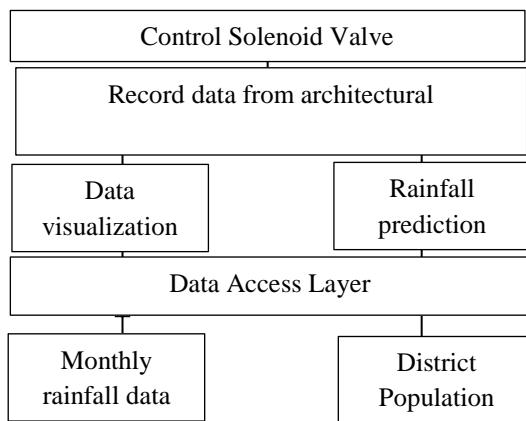 Control Solenoid Valve
Record data from architectural
Data
visualization
Rainfall
prediction
Data Access Layer
Monthly
rainfall data
District
Population